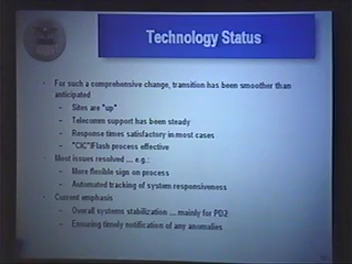 Technology Status
For such a comprehensive change, transition has been smoother than
anticipated
– Sites are "up"
– Telecomm support has been steady
– Response times satisfactory in most cases
– "CIC"/Flash process effective
Most issues resolved ... e.g.:
– More flexible sign on process
– Automated tracking of system responsiveness
Current emphasis
– Overall systems stabilization ... mainly for PD2
– Ensuring timely notification of any anomalies